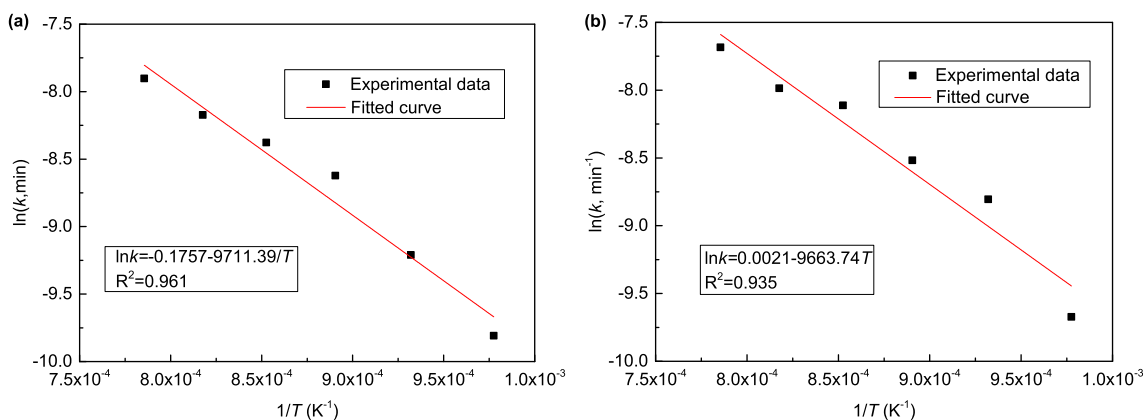 (a)
-7.5
-8.0
-8.5
-9.0
-9.5
-10.0
ln(k,min)
Experimental data
Fitted curve
lnk=-0.1757-9711.39/T
R²=0.961
7.5x10⁻⁴ 8.0x10⁻⁴ 8.5x10⁻⁴ 9.0x10⁻⁴ 9.5x10⁻⁴ 1.0x10⁻³
1/T (K⁻¹)
(b)
-7.5
-8.0
-8.5
-9.0
-9.5
-10.0
ln(k, min⁻¹)
Experimental data
Fitted curve
lnk=0.0021-9663.74T
R²=0.935
7.5x10⁻⁴ 8.0x10⁻⁴ 8.5x10⁻⁴ 9.0x10⁻⁴ 9.5x10⁻⁴ 1.0x10⁻³
1/T (K⁻¹)